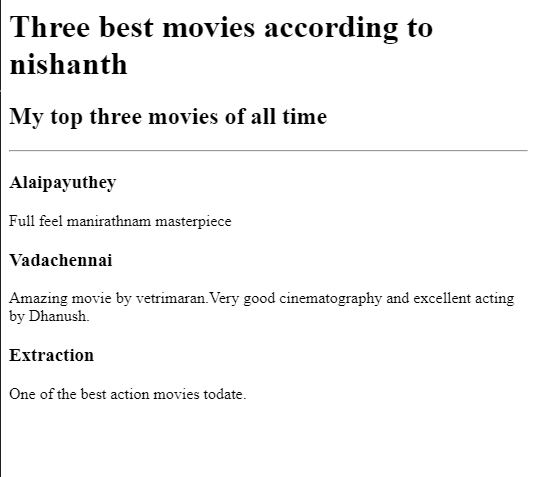 Three best movies according to
nishanth
My top three movies of all time
Alaipayuthey
Full feel manirathnam masterpiece
Vadachennai
Amazing movie by vetrimaran.Very good cinematography and excellent acting
by Dhanush.
Extraction
One of the best action movies todate.